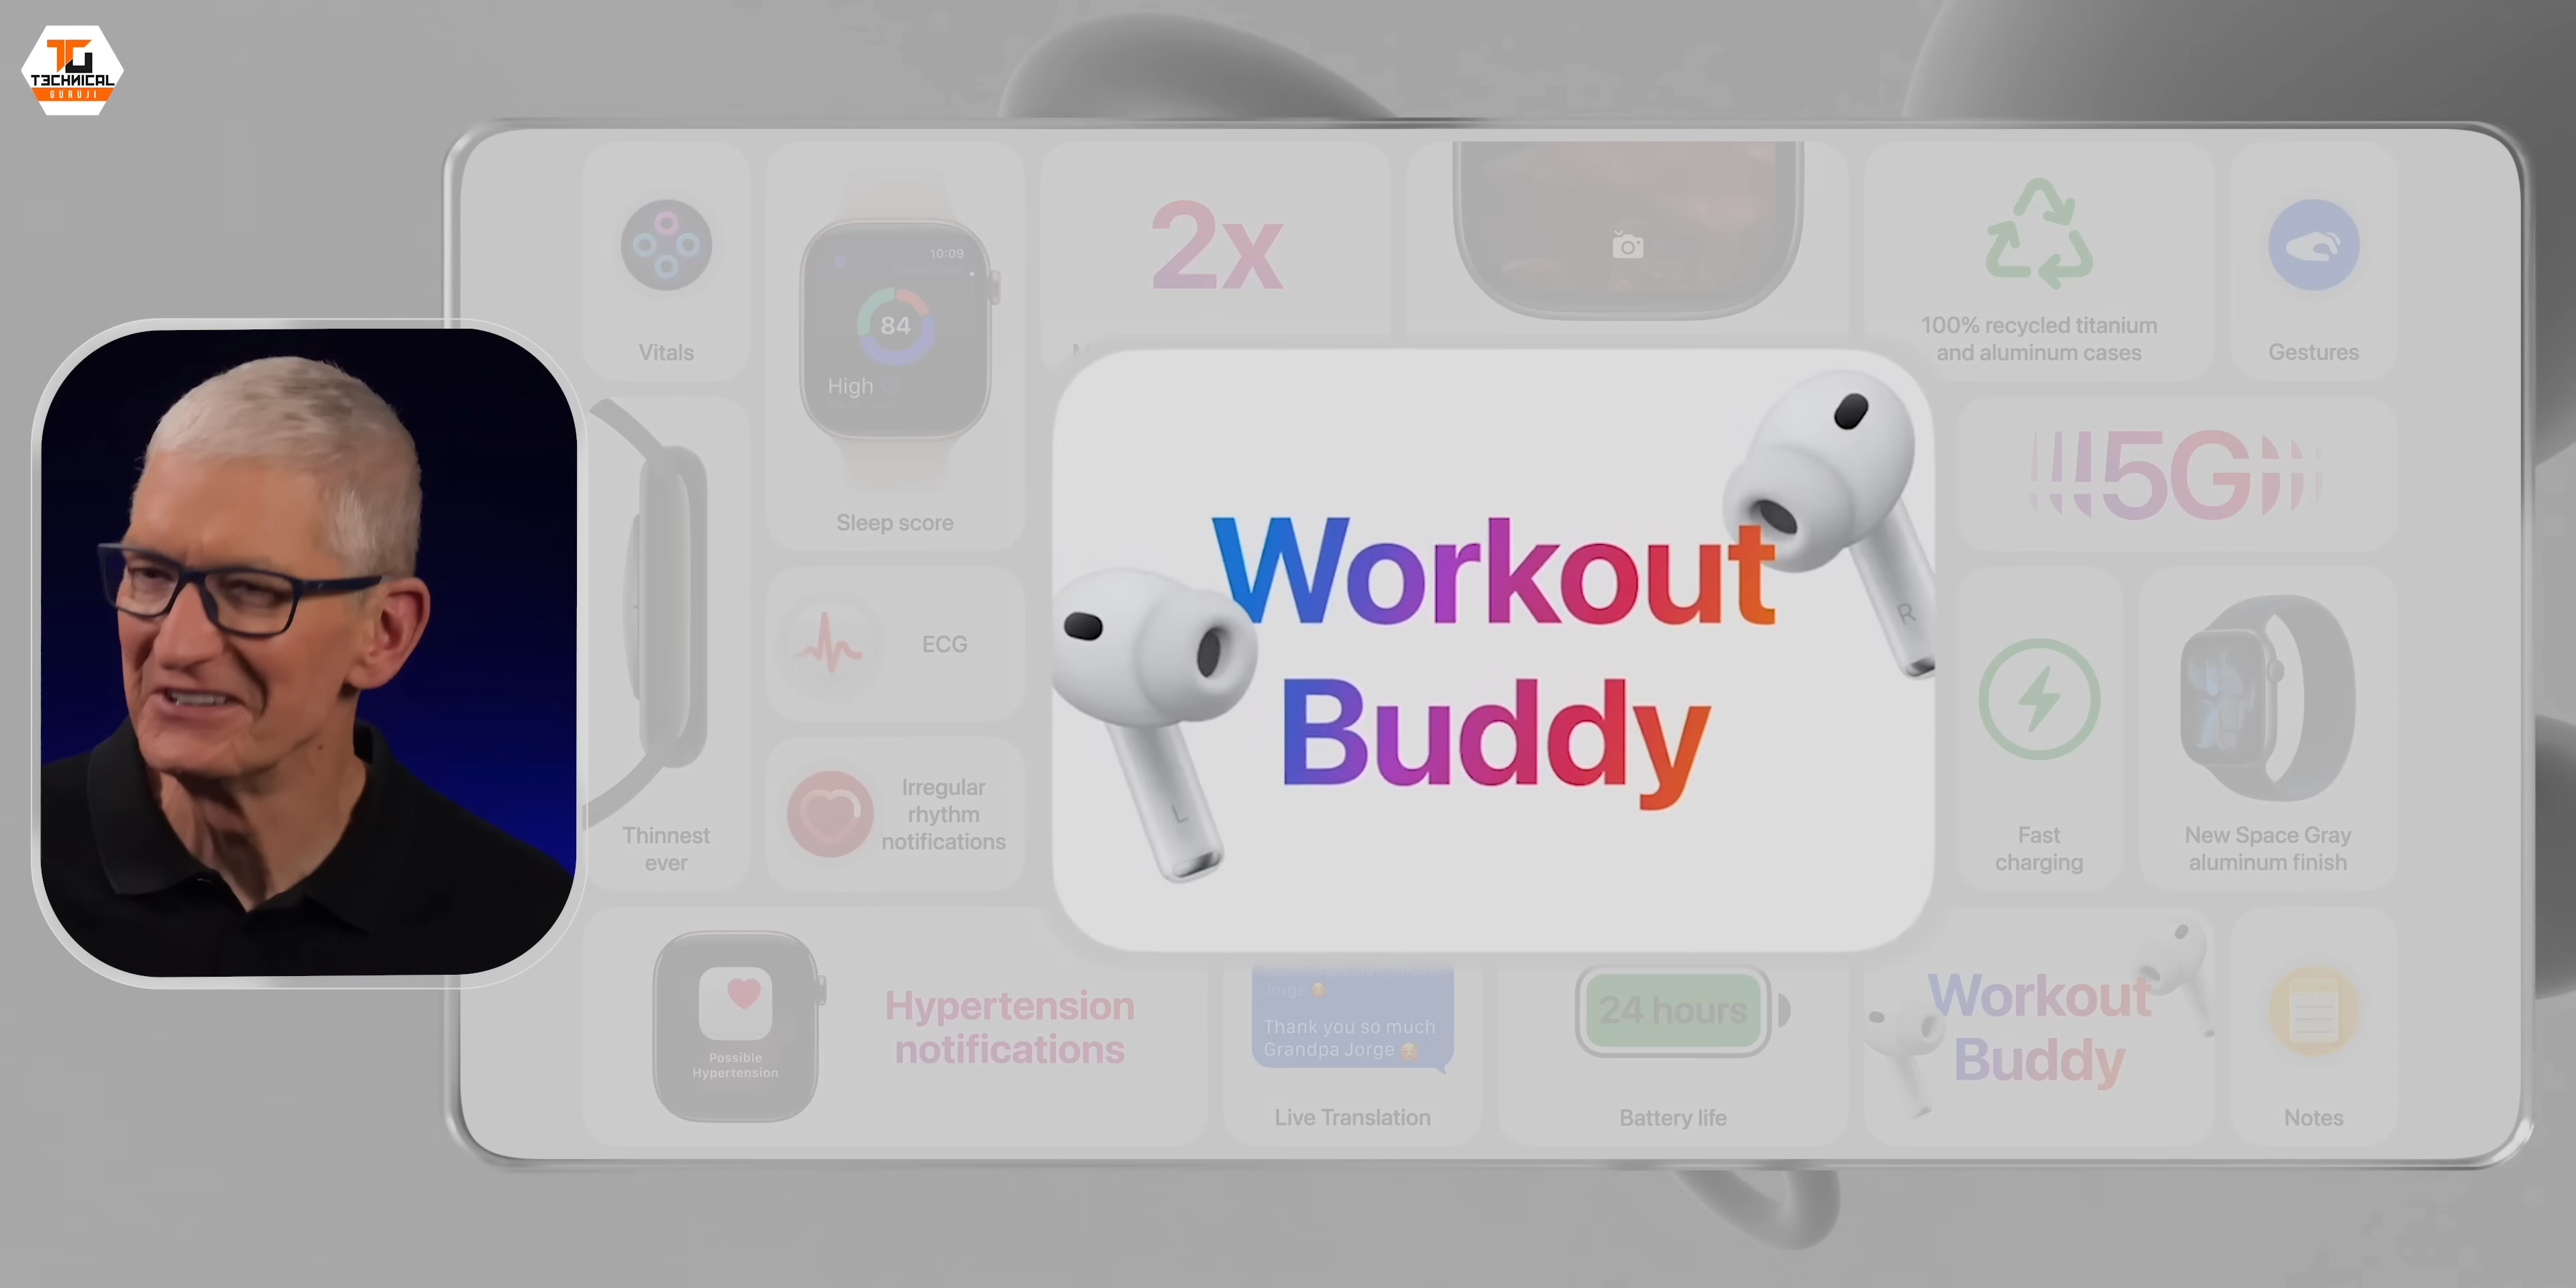 TECHNICAL
GURUJI
Vitals
10:09
84
High
Sleep score
2x
100% recycled titanium
and aluminum cases
Gestures
5G
Thinnest
ever
ECG
Irregular
rhythm
notifications
Workout
Buddy
L
R
Fast
charging
New Space Gray
aluminum finish
Possible
Hypertension
Hypertension
notifications
Jorge 🥰
Thank you so much
Grandpa Jorge 🥰
Live Translation
24 hours
Battery life
Workout
Buddy
Notes